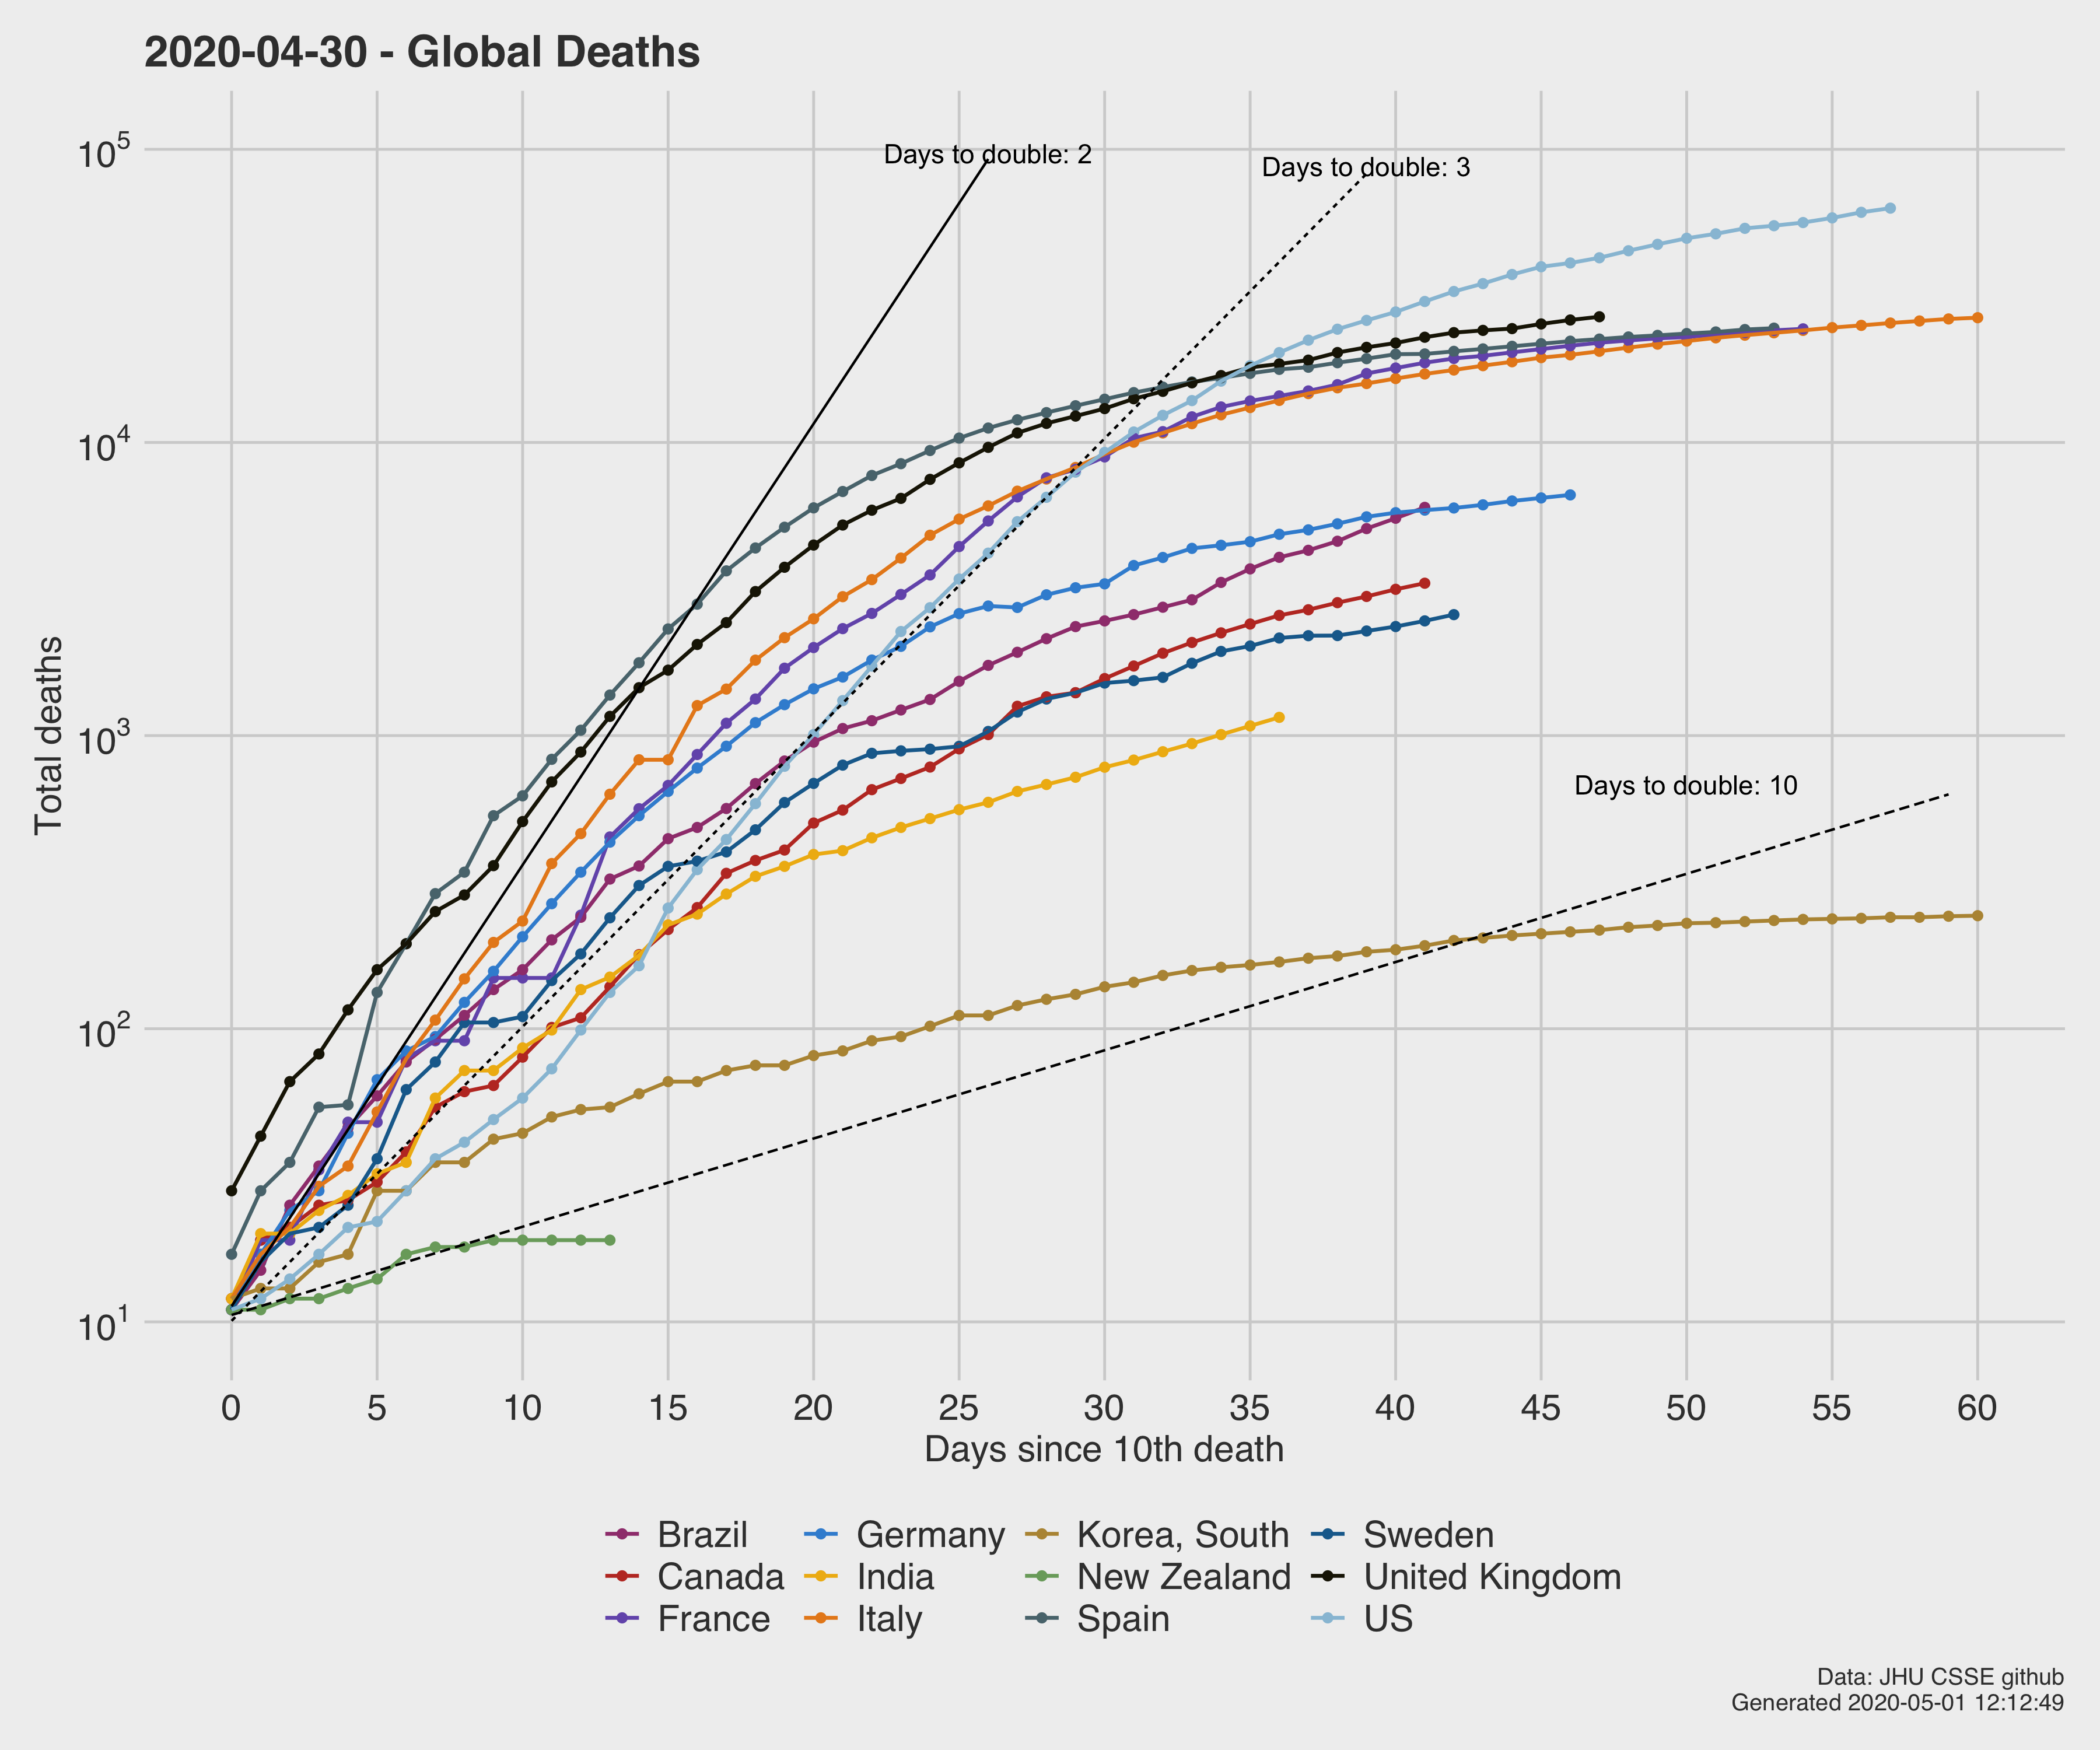 2020-04-30 - Global Deaths
10^5
Days to double: 2
Days to double: 3
10^4
Total deaths
10^3
Days to double: 10
10^2
10^1
0 5 10 15 20 25 30 35 40 45 50 55 60
Days since 10th death
Brazil Germany Korea, South Sweden
Canada India New Zealand United Kingdom
France Italy Spain US
Data: JHU CSSE github
Generated 2020-05-01 12:12:49